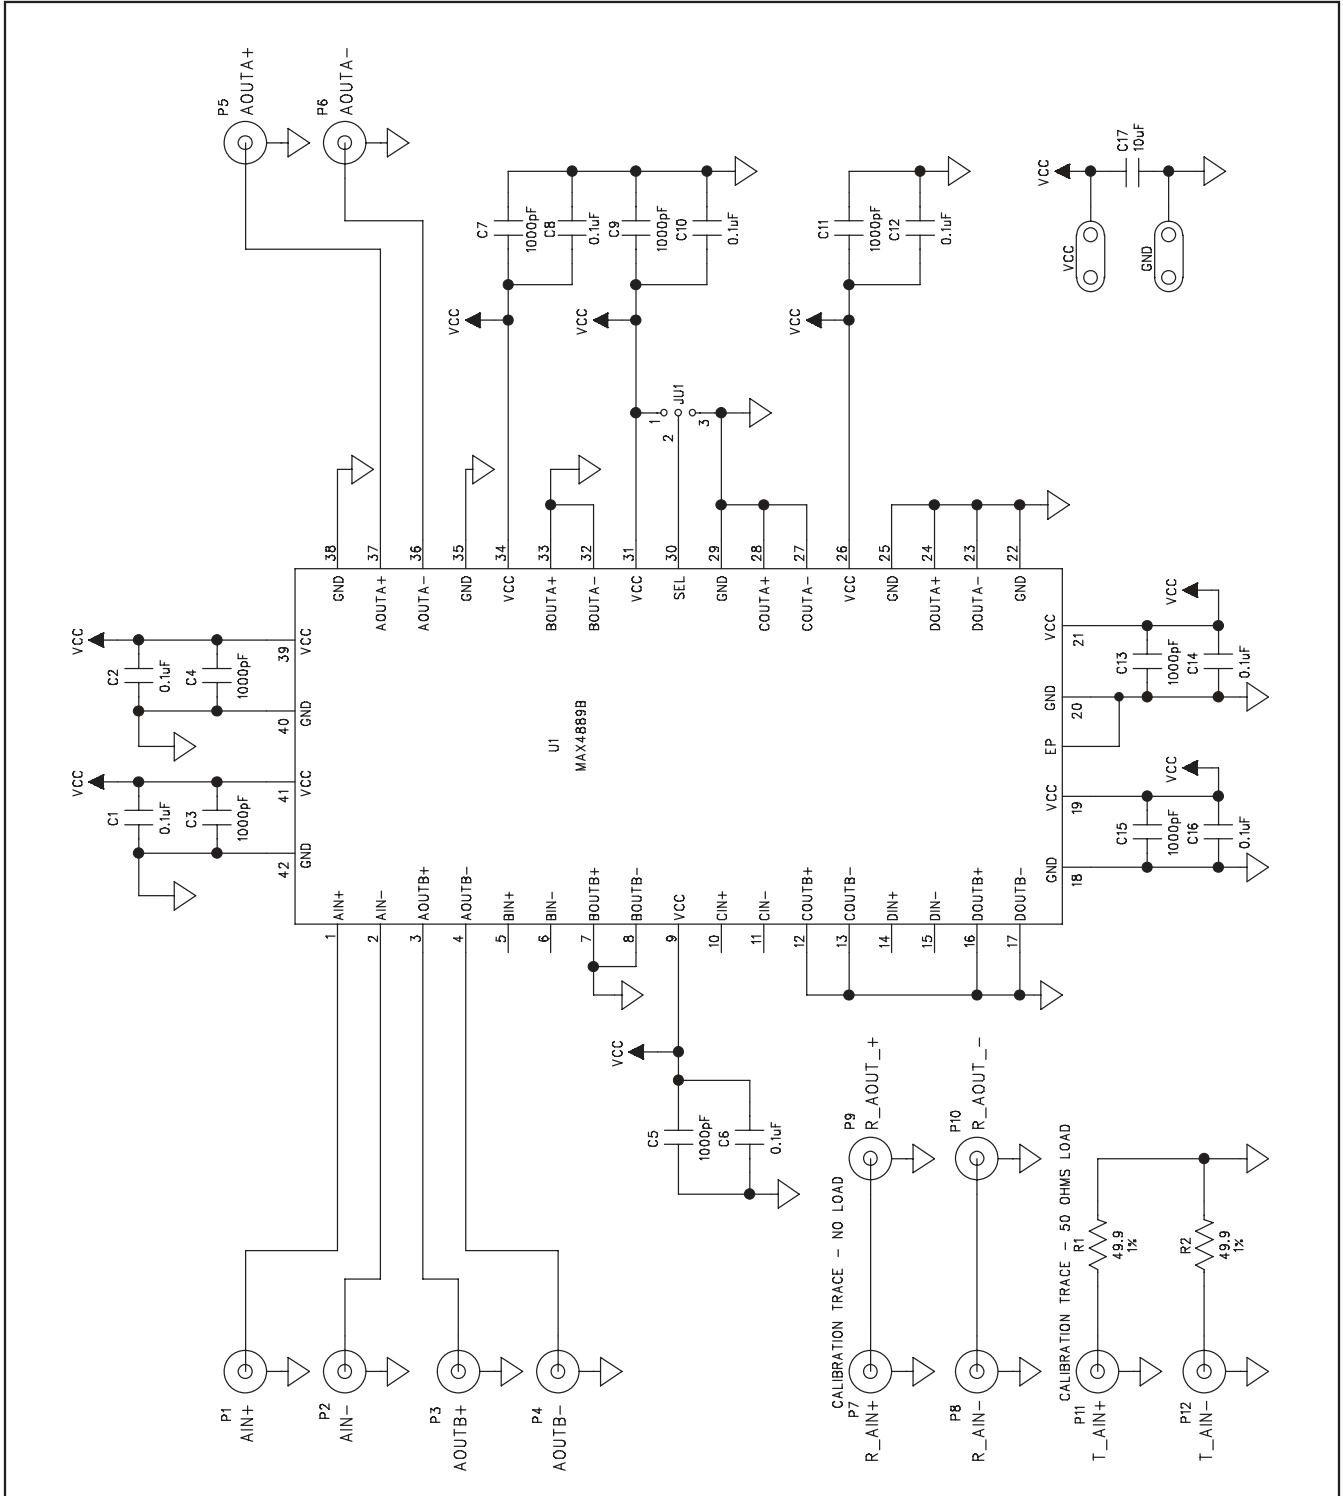 P5
AOUTA+
P6
AOUTA-
VCC
C17
10uF
VCC
GND
C7
1000pF
C8
0.1uF
C9
1000pF
C10
0.1uF
C11
1000pF
C12
0.1uF
VCC
VCC
VCC
JU1
1
2
3
38
37
36
35
34
33
32
31
30
29
28
27
26
25
24
23
22
GND
AOUTA+
AOUTA-
GND
VCC
BOUTA+
BOUTA-
VCC
SEL
GND
COUTA+
COUTA-
VCC
GND
DOUTA+
DOUTA-
GND
VCC
C2
0.1uF
C4
1000pF
39
VCC
40
GND
VCC
C1
0.1uF
C3
1000pF
41
VCC
42
GND
U1
MAX4889B
VCC
21
GND
20
EP
VCC
19
GND
18
VCC
C13
1000pF
C14
0.1uF
VCC
C15
1000pF
C16
0.1uF
AIN+
AIN-
AOUTB+
AOUTB-
BIN+
BIN-
BOUTB+
BOUTB-
VCC
CIN+
CIN-
COUTB+
COUTB-
DIN+
DIN-
DOUTB+
DOUTB-
1
2
3
4
5
6
7
8
9
10
11
12
13
14
15
16
17
VCC
C5
1000pF
C6
0.1uF
P9
R_AOUT_+
P10
R_AOUT_-
CALIBRATION TRACE - NO LOAD
CALIBRATION TRACE - 50 OHMS LOAD
R1
49.9
1%
R2
49.9
1%
P1
AIN+
P2
AIN-
P3
AOUTB+
P4
AOUTB-
P7
R_AIN+
P8
R_AIN-
P11
T_AIN+
P12
T_AIN-